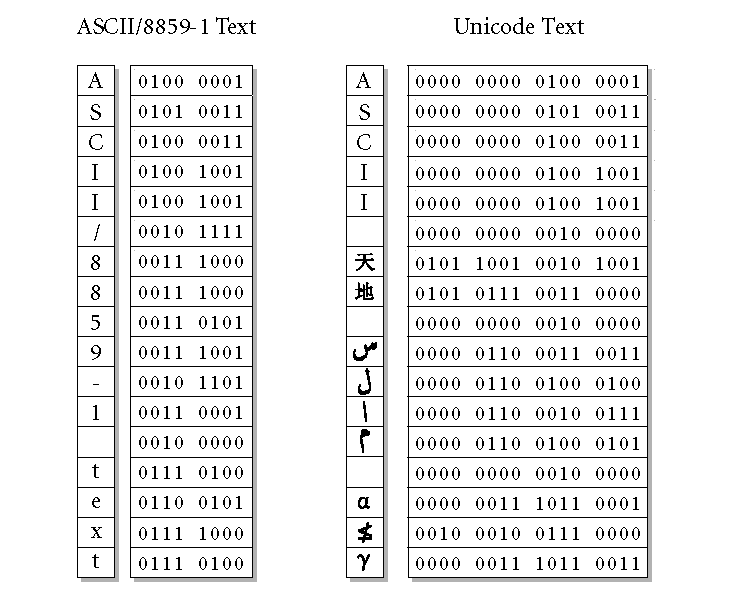 ASCII/8859-1 Text Unicode Text
A 0100 0001 A 0000 0000 0100 0001
S 0101 0011 S 0000 0000 0101 0011
C 0100 0011 C 0000 0000 0100 0011
I 0100 1001 I 0000 0000 0100 1001
I 0100 1001 I 0000 0000 0100 1001
/ 0010 1111 0000 0000 0010 0000
8 0011 1000 天 0101 1001 0010 1001
8 0011 1000 地 0101 0111 0011 0000
5 0011 0101 0000 0000 0010 0000
9 0011 1001 س 0000 0110 0011 0011
- 0010 1101 ل 0000 0110 0100 0100
1 0011 0001 ا 0000 0110 0010 0111
0010 0000 م 0000 0110 0100 0101
t 0111 0100 0000 0000 0010 0000
e 0110 0101 α 0000 0011 1011 0001
x 0111 1000 ≰ 0010 0010 0111 0000
t 0111 0100 γ 0000 0011 1011 0011